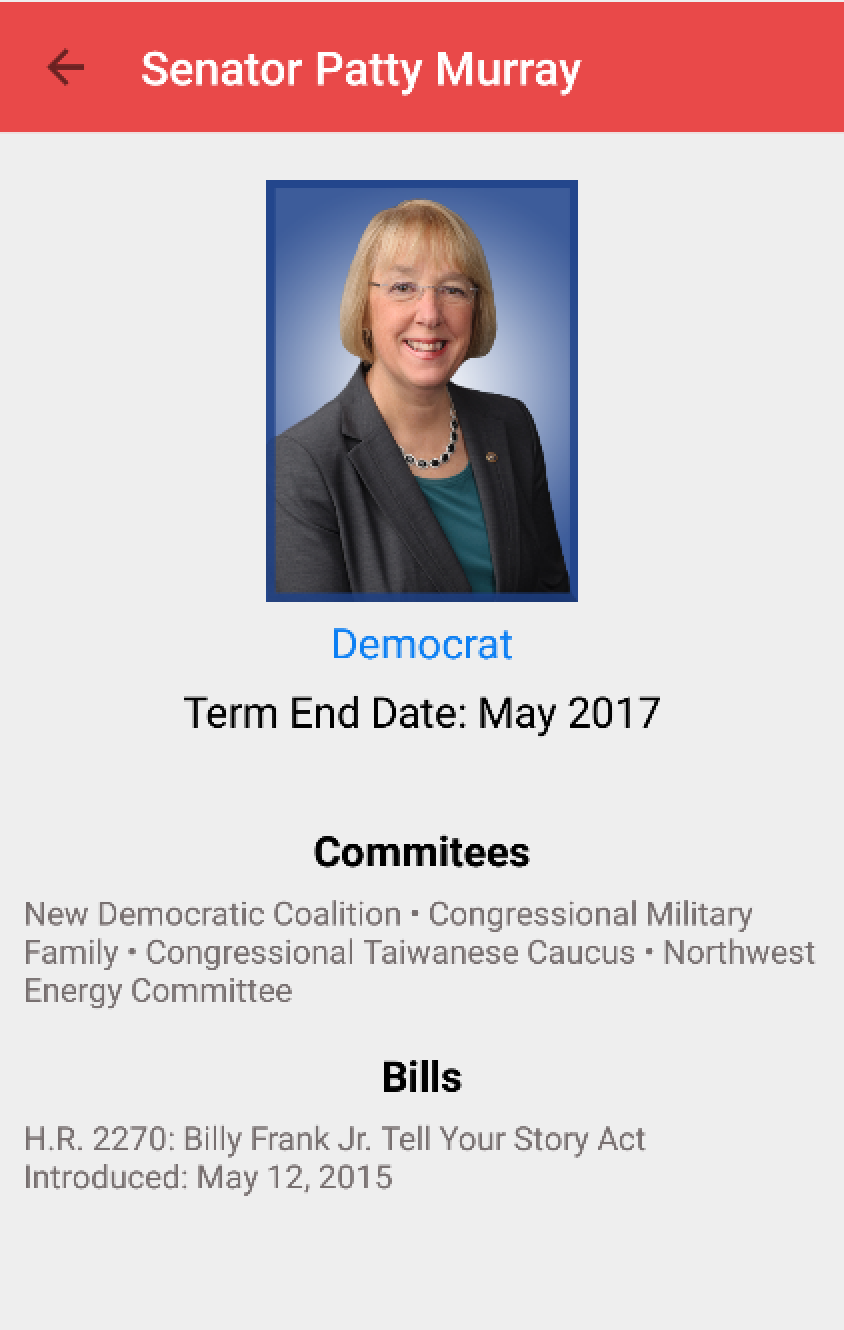 Senator Patty Murray
Democrat
Term End Date: May 2017
Commitees
New Democratic Coalition • Congressional Military
Family • Congressional Taiwanese Caucus • Northwest
Energy Committee
Bills
H.R. 2270: Billy Frank Jr. Tell Your Story Act
Introduced: May 12, 2015